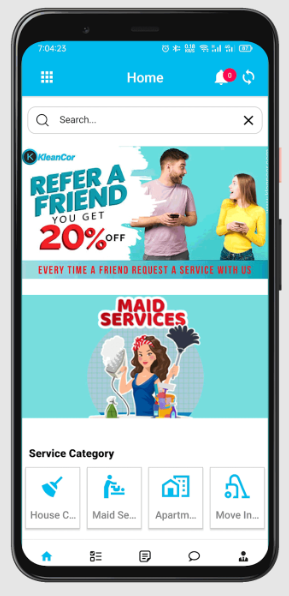 7:04:23
Home
0
Search...
K KleanCor
REFER A
FRIEND
YOU GET
20% OFF
EVERY TIME A FRIEND REQUEST A SERVICE WITH US
MAID
SERVICES
Service Category
House C...
Maid Se...
Apartm...
Move In...